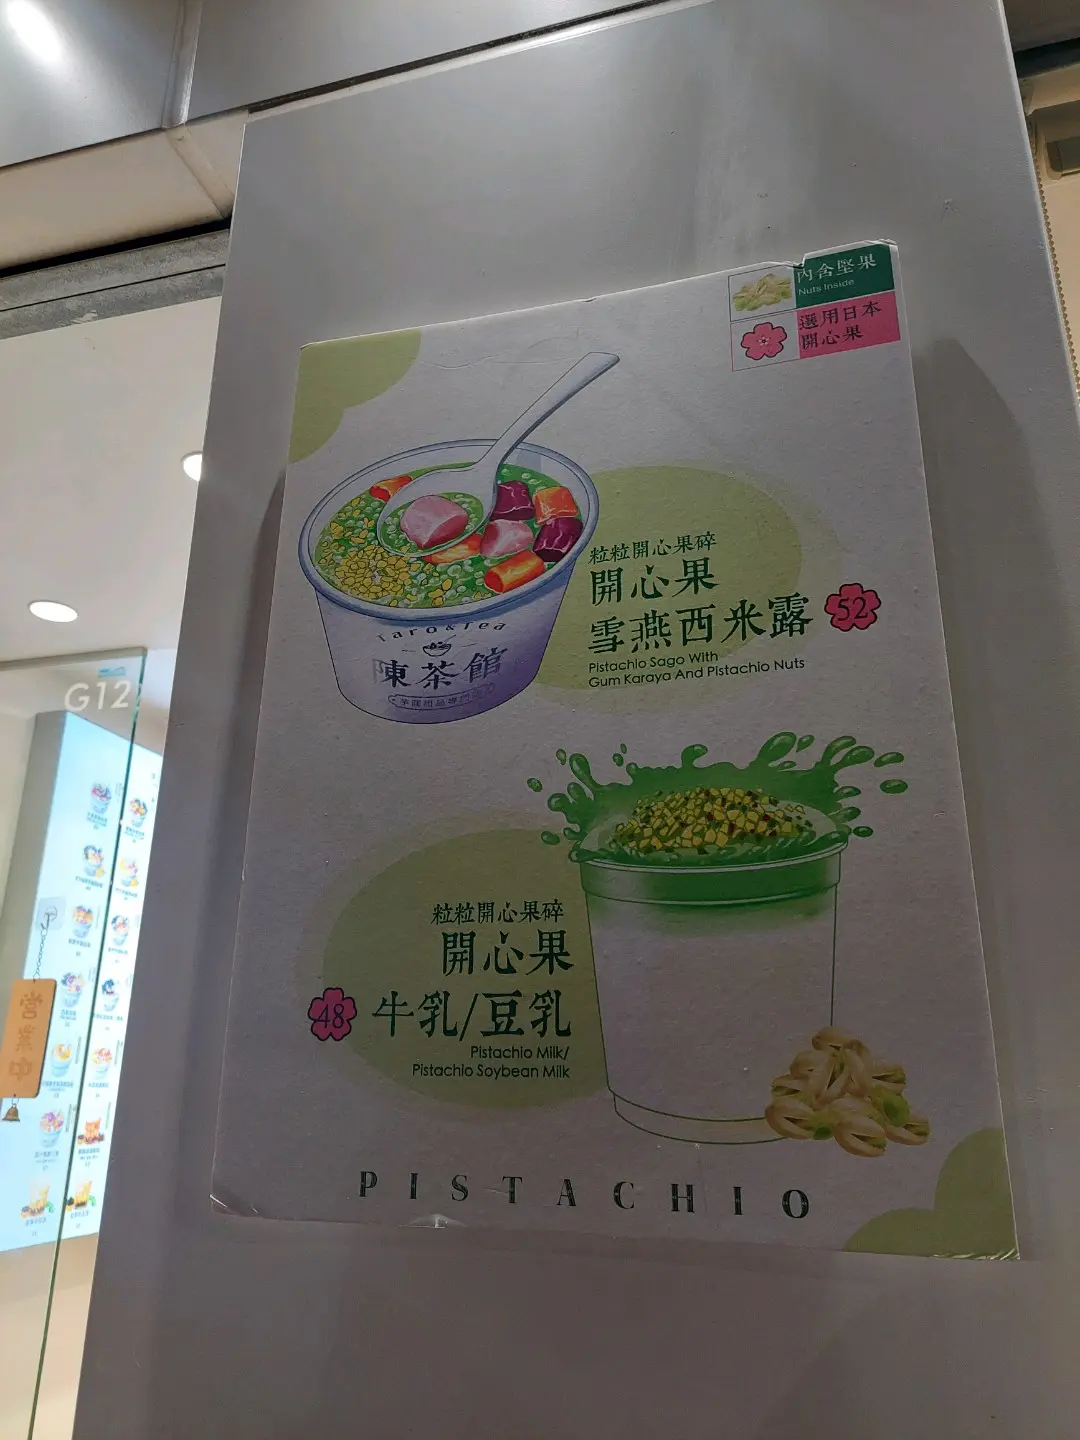 內含堅果
Nuts Inside
選用日本
開心果
粒粒開心果碎
開心果
雪燕西米露
52
Pistachio Sago With
Gum Karaya And Pistachio Nuts
Taro & Tea
陳茶館
粒粒開心果碎
開心果
48
牛乳/豆乳
Pistachio Milk/
Pistachio Soybean Milk
PISTACHIO
G12
營業中